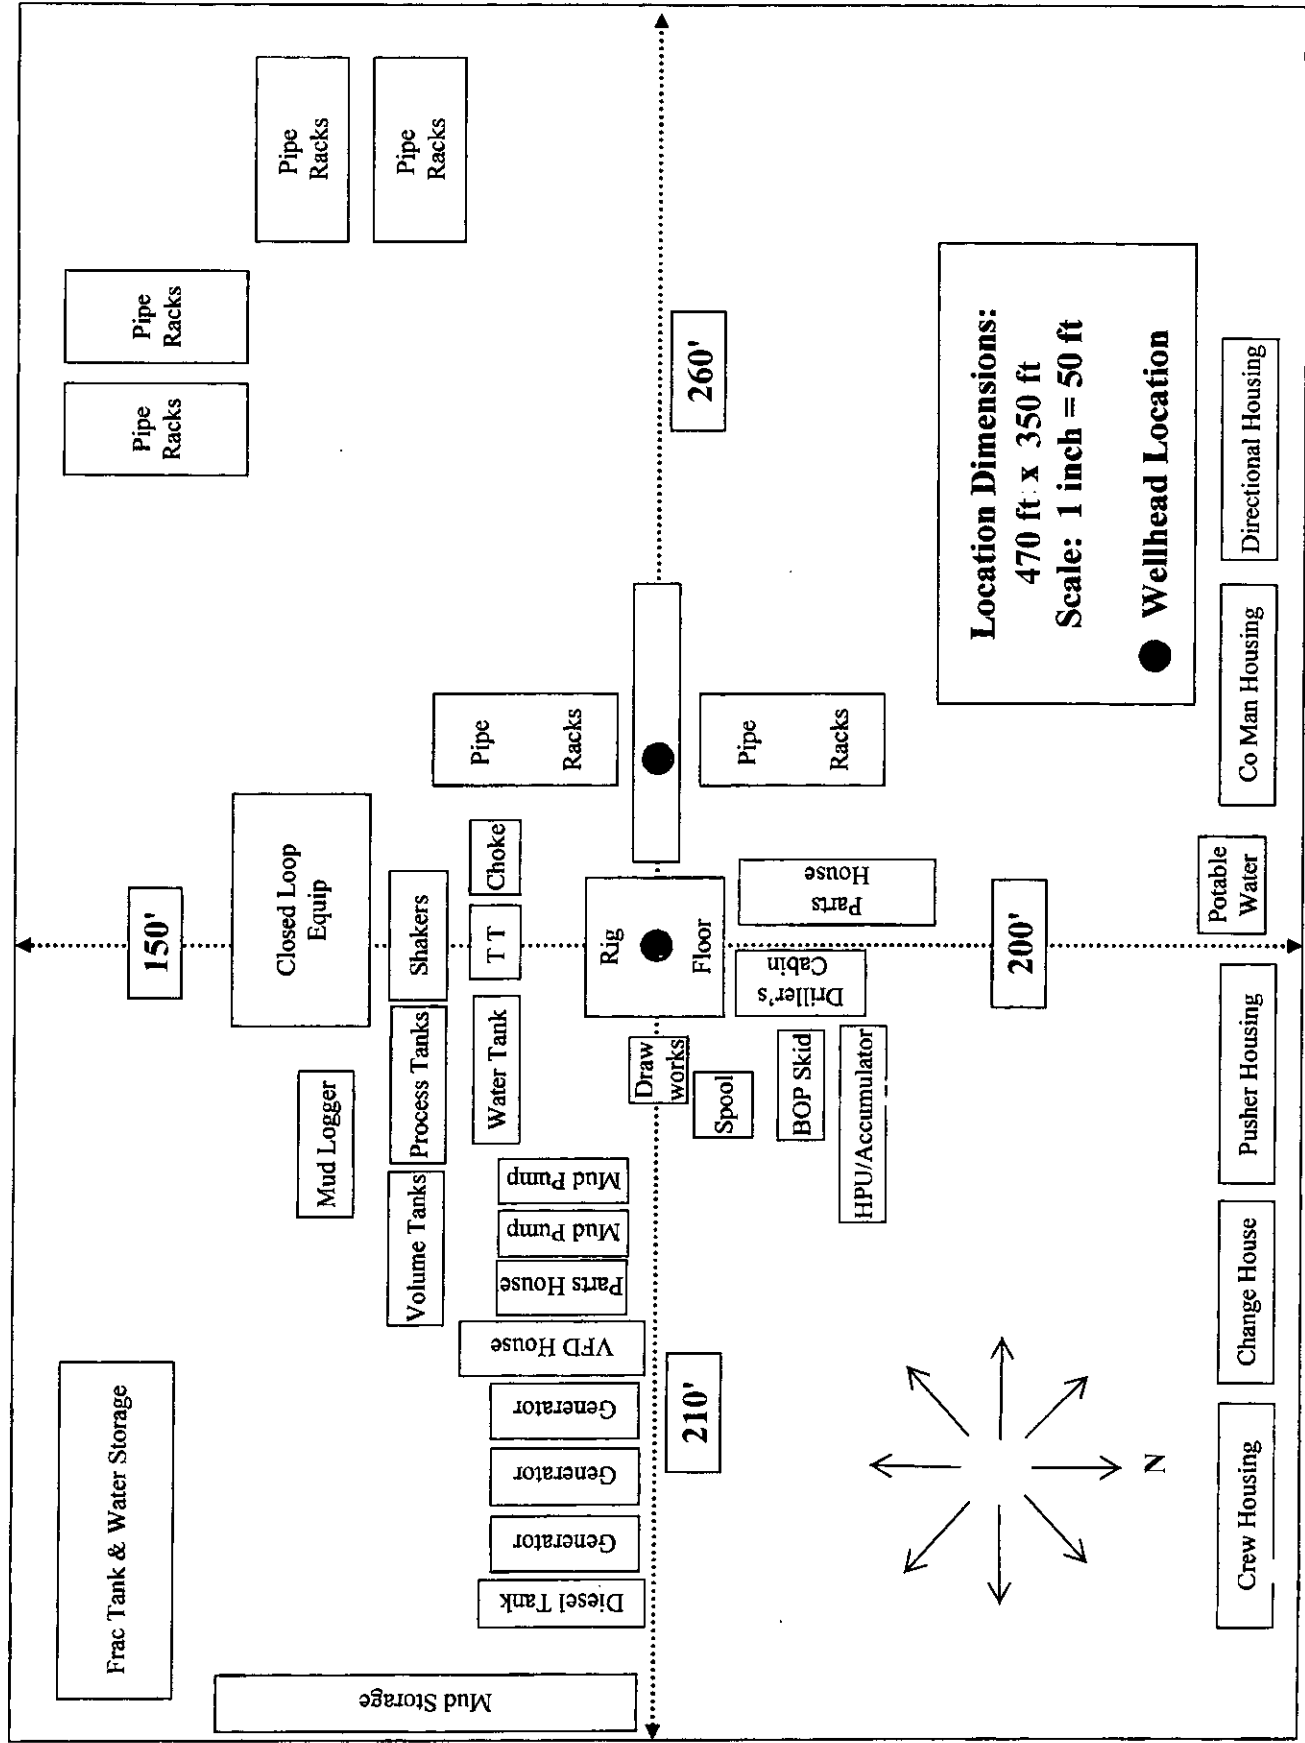 Frac Tank & Water Storage
Mud Storage
Diesel Tank
Generator
Generator
Generator
VFD House
Parts House
Mud Pump
Mud Pump
Volume Tanks
Process Tanks
Shakers
Mud Logger
Closed Loop
Equip
150'
Water Tank
T T
Choke
Pipe
Racks
Pipe
Racks
Pipe
Racks
Pipe
Racks
Pipe
Racks
Pipe
Racks
Rig
Floor
Draw
works
Spool
BOP Skid
HPU/Accumulator
Driller's
Cabin
Parts
House
210'
260'
200'
N
Location Dimensions:
470 ft x 350 ft
Scale: 1 inch = 50 ft
Wellhead Location
Crew Housing
Change House
Pusher Housing
Potable
Water
Co Man Housing
Directional Housing